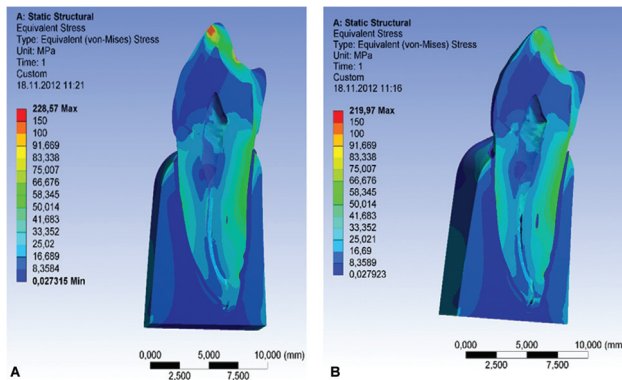 A: Static Structural
Equivalent Stress
Type: Equivalent (von-Mises) Stress
Unit: MPa
Time: 1
Custom
18.11.2012 11:21
228,57 Max
150
100
91,669
83,338
75,007
66,676
58,345
50,014
41,683
33,352
25,02
16,689
8,3584
0,027315 Min
0,000 5,000 10,000 (mm)
2,500 7,500
A
A: Static Structural
Equivalent Stress
Type: Equivalent (von-Mises) Stress
Unit: MPa
Time: 1
Custom
18.11.2012 11:16
219,97 Max
150
100
91,669
83,338
75,007
66,676
58,345
50,014
41,683
33,352
25,021
16,69
8,3589
0,027923
0,000 5,000 10,000 (mm)
2,500 7,500
B